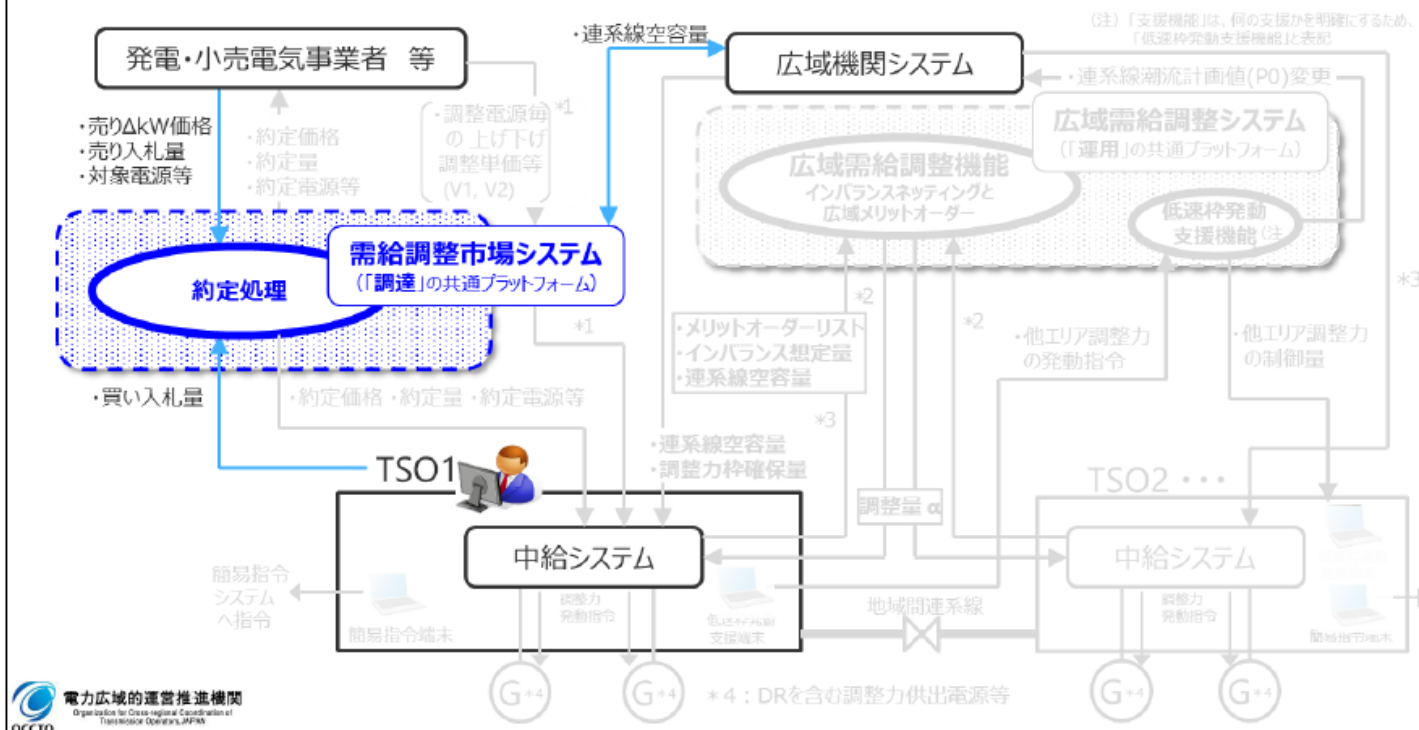 (注)「支援機能」は、何の支援かを明確にするため、
「低速枠発動支援機能」と表記
発電・小売電気事業者 等
・連系線空容量
広域機関システム
・連系線潮流計画値(P0)変更
・売りΔkW価格
・売り入札量
・対象電源等
・約定価格
・約定量
・約定電源等
・調整電源毎
の 上げ下げ
調整単価等
(V1, V2)
*1
広域需給調整システム
(「運用」の共通プラットフォーム)
広域需給調整機能
インバランスネッティングと
広域メリットオーダー
低速枠発動
支援機能(注
需給調整市場システム
(「調達」の共通プラットフォーム)
約定処理
*1
*2
*2
*3
・メリットオーダーリスト
・インバランス想定量
・連系線空容量
・他エリア調整力
の発動指令
・他エリア調整力
の制御量
・買い入札量
・約定価格 ・約定量 ・約定電源等
*3
・連系線空容量
・調整力枠確保量
TSO1
TSO2 ・・・
調整量 α
中給システム
中給システム
簡易指令
システム
へ指令
簡易指令端末
調整力
発動指令
支援端末
地域間連系線
調整力
発動指令
簡易指令端末
G*4
G*4
*4:DRを含む調整力供出電源等
G*4
G*4
電力広域的運営推進機関
Organization for Cross-regional Coordination of
Transmission Operators, JAPAN
OCCTO